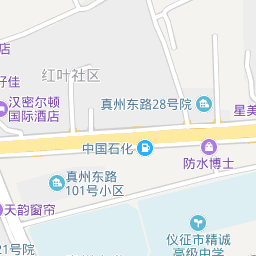 店
红叶社区
好佳
汉密尔顿
国际酒店
真州东路28号院
星美
中国石化
防水博士
真州东路
101号小区
天韵窗帘
21号院
仪征市精诚
高级中学